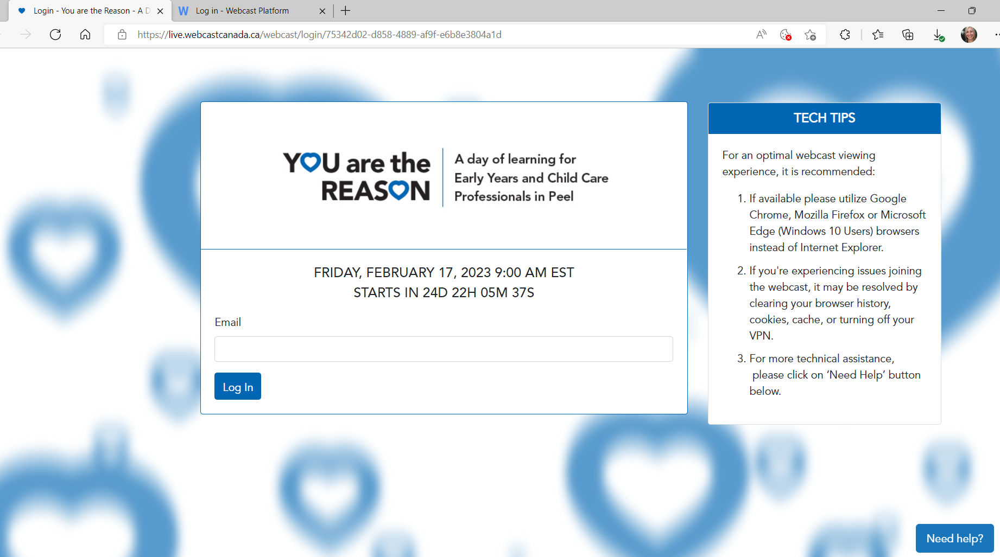 Login - You are the Reason - A D
Log in - Webcast Platform
https://live.webcastcanada.ca/webcast/login/75342d02-d858-4889-af9f-e6b8e3804a1d
YOU are the
REASON
A day of learning for
Early Years and Child Care
Professionals in Peel
FRIDAY, FEBRUARY 17, 2023 9:00 AM EST
STARTS IN 24D 22H 05M 37S
Email
Log In
TECH TIPS
For an optimal webcast viewing
experience, it is recommended:
1. If available please utilize Google
Chrome, Mozilla Firefox or Microsoft
Edge (Windows 10 Users) browsers
instead of Internet Explorer.
2. If you're experiencing issues joining
the webcast, it may be resolved by
clearing your browser history,
cookies, cache, or turning off your
VPN.
3. For more technical assistance,
please click on ‘Need Help’ button
below.
Need help?